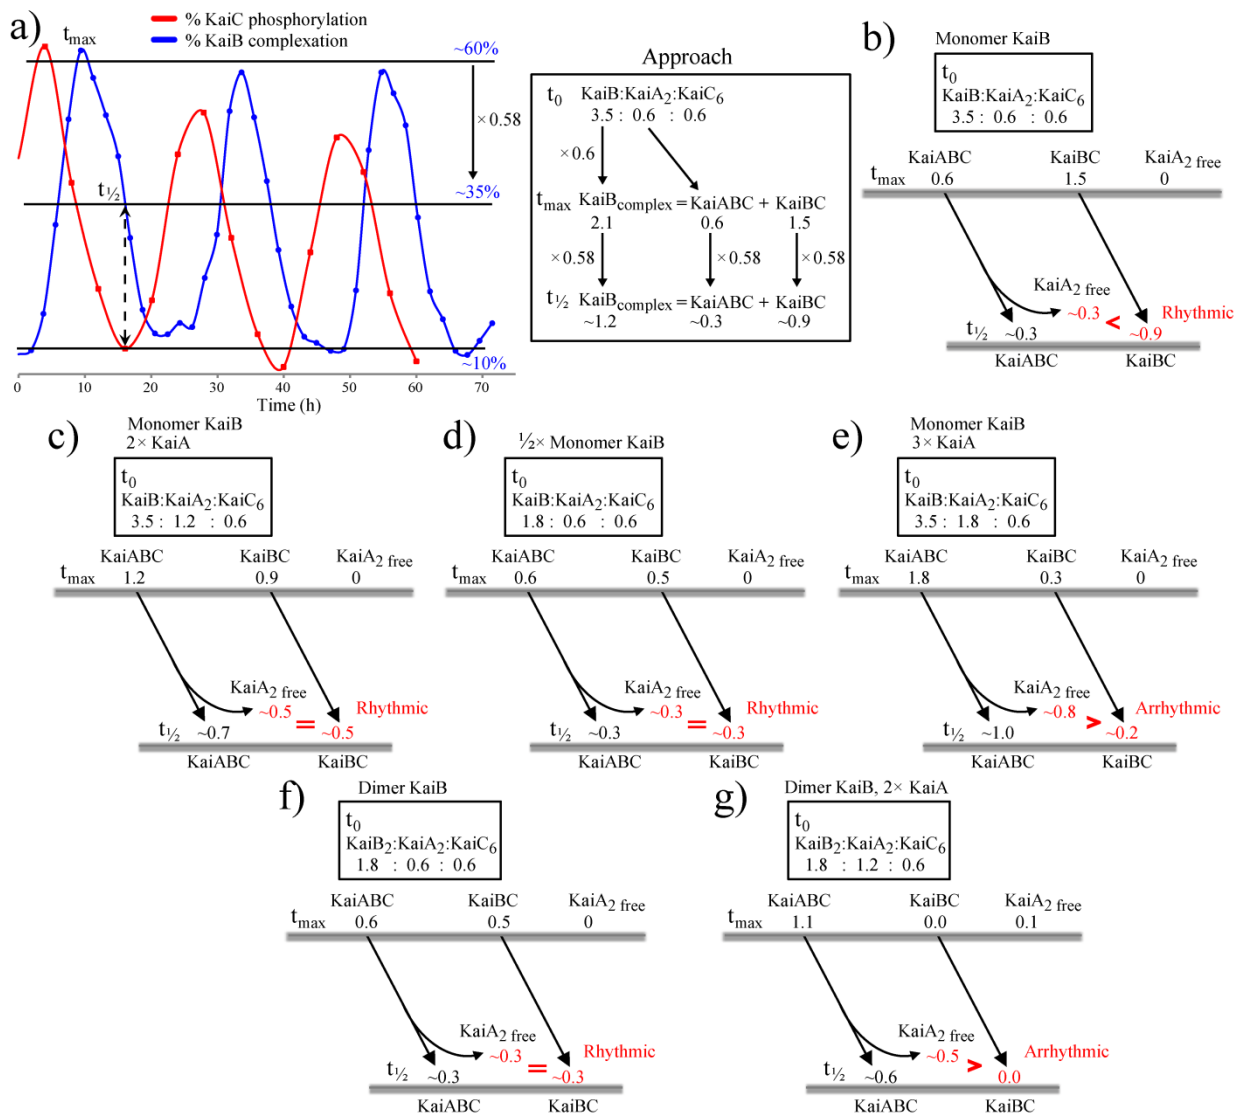 a)
% KaiC phosphorylation
% KaiB complexation
tmax
~60%
×0.58
t½
~35%
~10%
0 10 20 30 40 50 60 70
Time (h)
Approach
t0 KaiB:KaiA2:KaiC6
3.5 : 0.6 : 0.6
×0.6
tmax KaiBcomplex = KaiABC + KaiBC
2.1 0.6 1.5
×0.58 ×0.58 ×0.58
t½ KaiBcomplex = KaiABC + KaiBC
~1.2 ~0.3 ~0.9
b)
Monomer KaiB
t0
KaiB:KaiA2:KaiC6
3.5 : 0.6 : 0.6
KaiABC KaiBC KaiA2 free
tmax 0.6 1.5 0
KaiA2 free
~0.3 < Rhythmic
t½ ~0.3 ~0.9
KaiABC KaiBC
c)
Monomer KaiB
2× KaiA
t0
KaiB:KaiA2:KaiC6
3.5 : 1.2 : 0.6
KaiABC KaiBC KaiA2 free
tmax 1.2 0.9 0
KaiA2 free
~0.5 = Rhythmic
t½ ~0.7 ~0.5
KaiABC KaiBC
d)
½× Monomer KaiB
t0
KaiB:KaiA2:KaiC6
1.8 : 0.6 : 0.6
KaiABC KaiBC KaiA2 free
tmax 0.6 0.5 0
KaiA2 free
~0.3 = Rhythmic
t½ ~0.3 ~0.3
KaiABC KaiBC
e)
Monomer KaiB
3× KaiA
t0
KaiB:KaiA2:KaiC6
3.5 : 1.8 : 0.6
KaiABC KaiBC KaiA2 free
tmax 1.8 0.3 0
KaiA2 free
~0.8 > Arrhythmic
t½ ~1.0 ~0.2
KaiABC KaiBC
f)
Dimer KaiB
t0
KaiB2:KaiA2:KaiC6
1.8 : 0.6 : 0.6
KaiABC KaiBC KaiA2 free
tmax 0.6 0.5 0
KaiA2 free
~0.3 = Rhythmic
t½ ~0.3 ~0.3
KaiABC KaiBC
g)
Dimer KaiB, 2× KaiA
t0
KaiB2:KaiA2:KaiC6
1.8 : 1.2 : 0.6
KaiABC KaiBC KaiA2 free
tmax 1.1 0.0 0.1
KaiA2 free
~0.5 > Arrhythmic
t½ ~0.6 0.0
KaiABC KaiBC